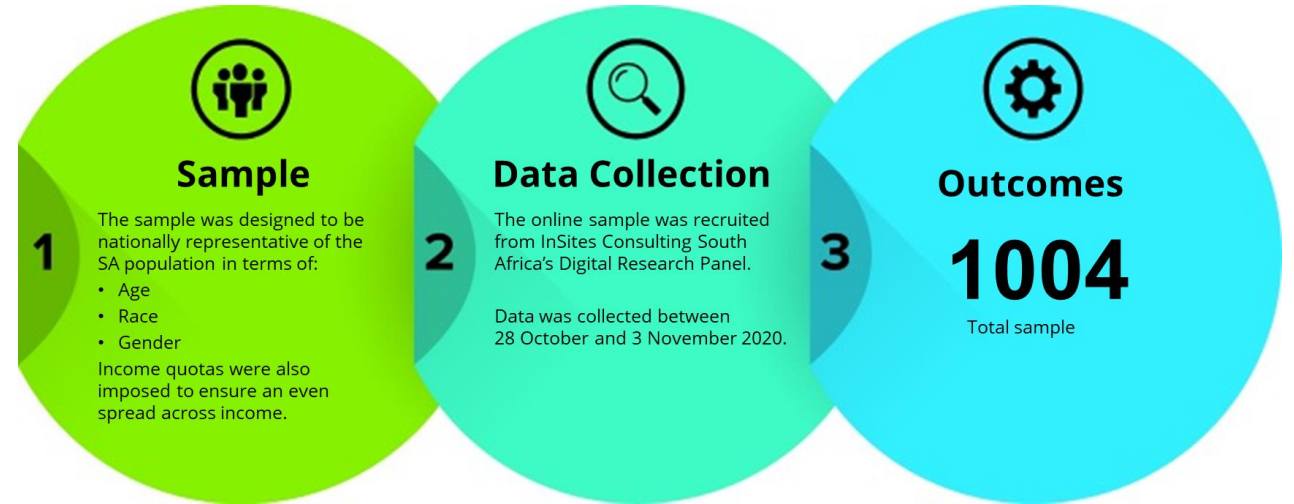 1
Sample
The sample was designed to be
nationally representative of the
SA population in terms of:
• Age
• Race
• Gender
Income quotas were also
imposed to ensure an even
spread across income.
2
Data Collection
The online sample was recruited
from InSites Consulting South
Africa’s Digital Research Panel.
Data was collected between
28 October and 3 November 2020.
3
Outcomes
1004
Total sample